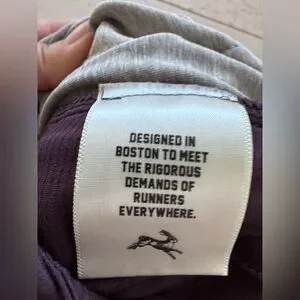 DESIGNED IN
BOSTON TO MEET
THE RIGOROUS
DEMANDS OF
RUNNERS
EVERYWHERE.